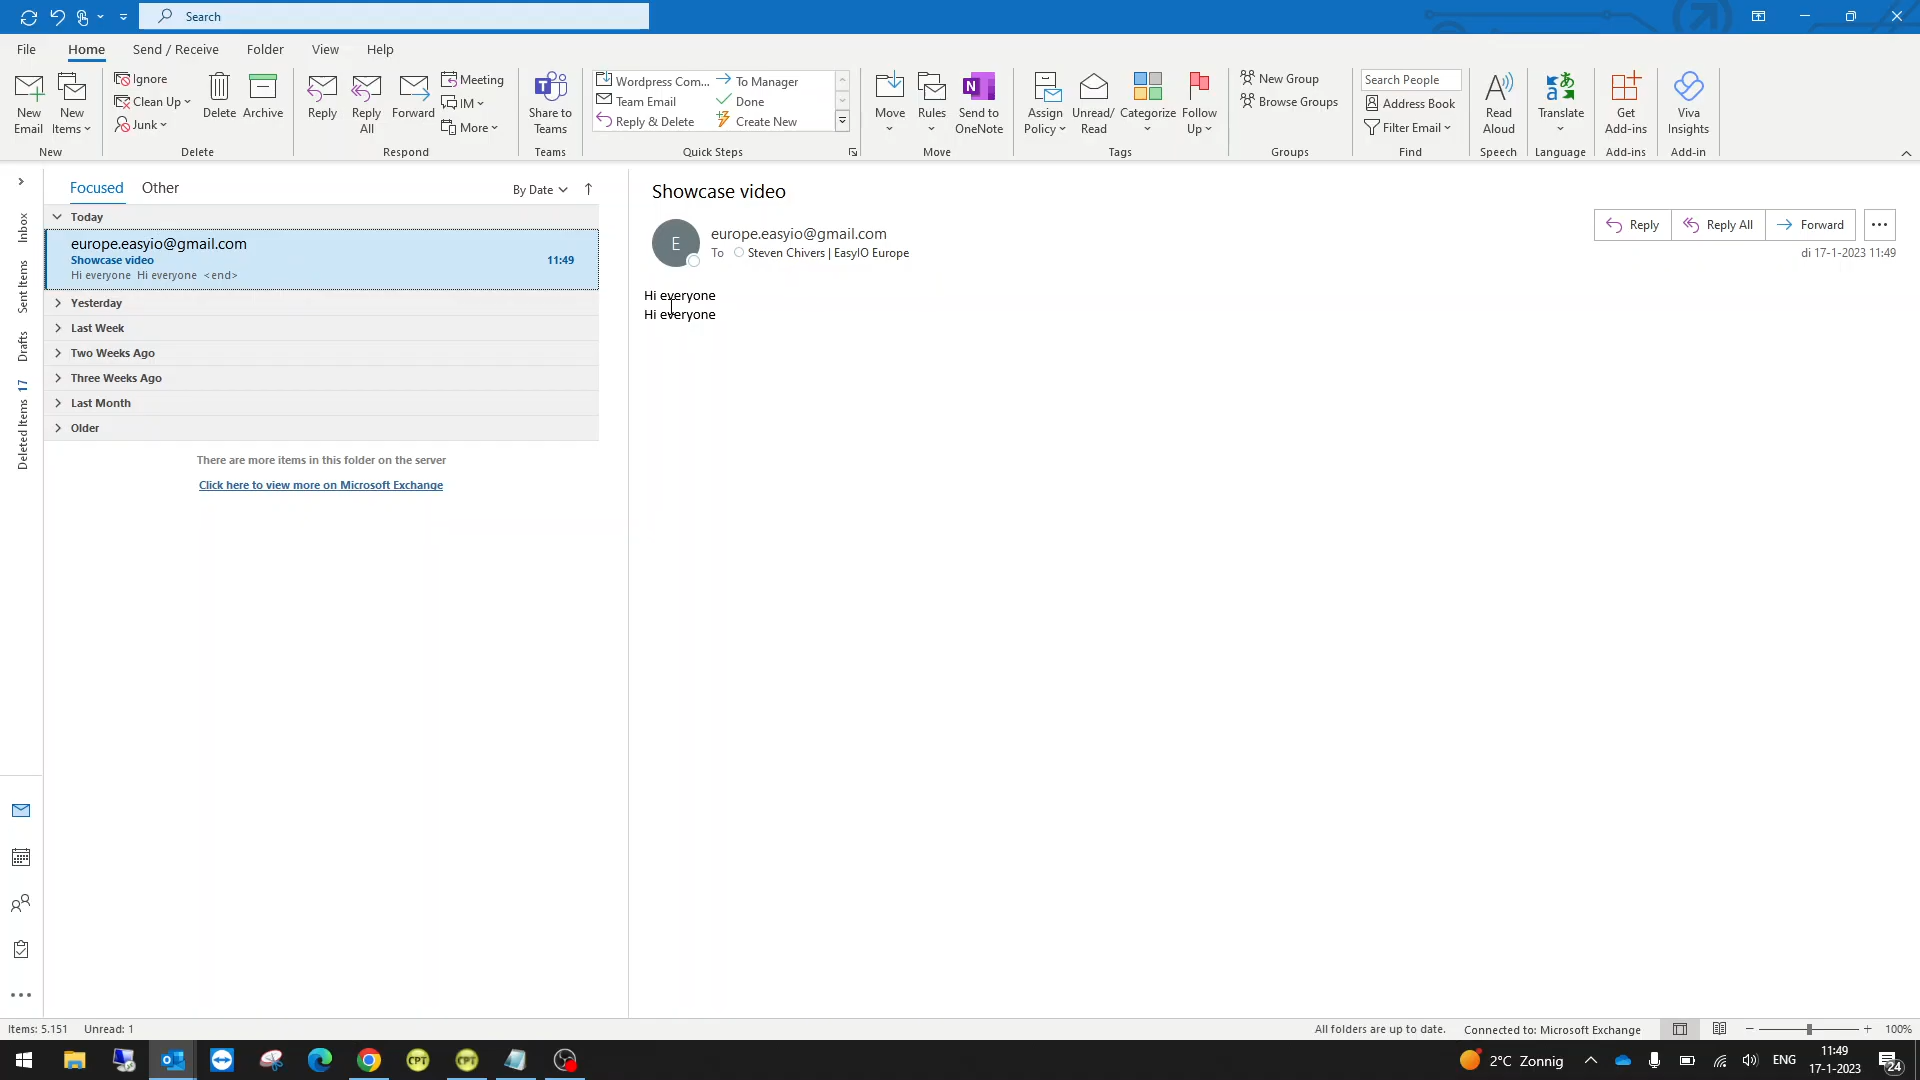 Search
File Home Send / Receive Folder View Help
New Email
New Items
New
Ignore
Clean Up
Junk
Delete
Archive
Delete
Reply
Reply All
Forward
Meeting
IM
More
Respond
Share to Teams
Teams
Wordpress Com...
Team Email
Reply & Delete
To Manager
Done
Create New
Quick Steps
Move
Rules
Send to OneNote
Move
Assign Policy
Unread/ Read
Categorize
Follow Up
Tags
New Group
Browse Groups
Groups
Search People
Address Book
Filter Email
Find
Read Aloud
Speech
Translate
Language
Get Add-ins
Add-ins
Viva Insights
Add-in
Inbox
Sent Items
Drafts
Deleted Items 17
Focused Other By Date
Today
europe.easyio@gmail.com
Showcase video 11:49
Hi everyone Hi everyone <end>
Yesterday
Last Week
Two Weeks Ago
Three Weeks Ago
Last Month
Older
There are more items in this folder on the server
Click here to view more on Microsoft Exchange
Showcase video
E
europe.easyio@gmail.com
To Steven Chivers | EasyIO Europe
Reply Reply All Forward
di 17-1-2023 11:49
Hi everyone
Hi everyone
Items: 5.151 Unread: 1
All folders are up to date. Connected to: Microsoft Exchange 100%
CPT CPT
2°C Zonnig
ENG
11:49
17-1-2023
24